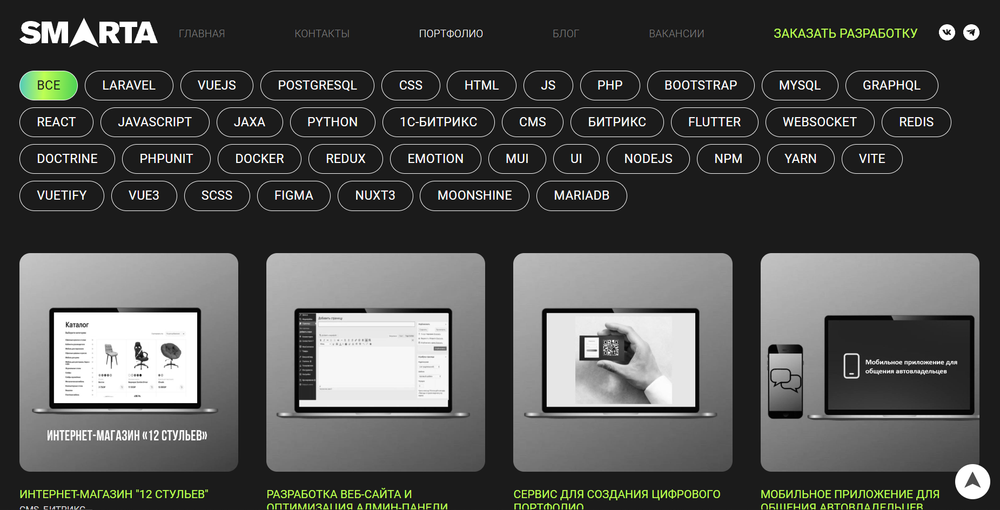 SMARTA
ГЛАВНАЯ
КОНТАКТЫ
ПОРТФОЛИО
БЛОГ
ВАКАНСИИ
ЗАКАЗАТЬ РАЗРАБОТКУ
ВСЕ
LARAVEL
VUEJS
POSTGRESQL
CSS
HTML
JS
PHP
BOOTSTRAP
MYSQL
GRAPHQL
REACT
JAVASCRIPT
JAXA
PYTHON
1С-БИТРИКС
CMS
БИТРИКС
FLUTTER
WEBSOCKET
REDIS
DOCTRINE
PHPUNIT
DOCKER
REDUX
EMOTION
MUI
UI
NODEJS
NPM
YARN
VITE
VUETIFY
VUE3
SCSS
FIGMA
NUXT3
MOONSHINE
MARIADB
Каталог
Выберите категорию
ИНТЕРНЕТ-МАГАЗИН «12 СТУЛЬЕВ»
Добавить страницу
Мобильное приложение для
общения автовладельцев
ИНТЕРНЕТ-МАГАЗИН "12 СТУЛЬЕВ"
CMS, БИТРИКС
РАЗРАБОТКА ВЕБ-САЙТА И
ОПТИМИЗАЦИЯ АДМИН-ПАНЕЛИ
СЕРВИС ДЛЯ СОЗДАНИЯ ЦИФРОВОГО
ПОРТФОЛИО
МОБИЛЬНОЕ ПРИЛОЖЕНИЕ ДЛЯ
ОБЩЕНИЯ АВТОВЛАДЕЛЬЦЕВ